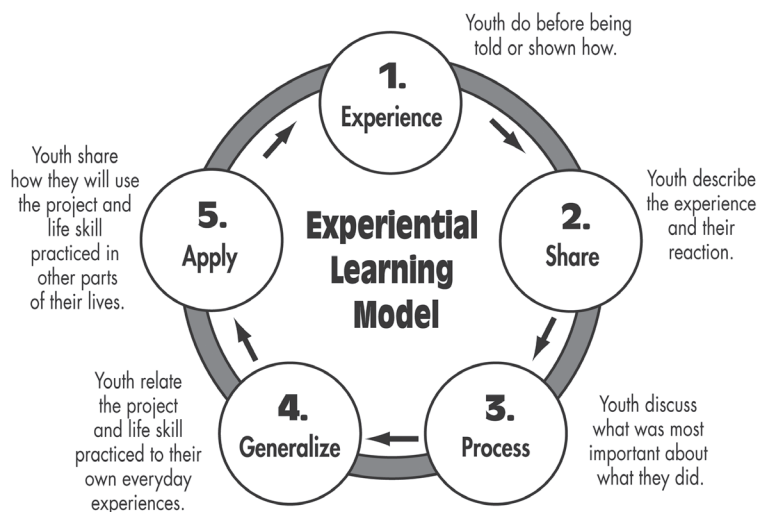 Youth do before being
told or shown how.
1.
Experience
Youth describe
the experience
and their
reaction.
2.
Share
Youth discuss
what was most
important about
what they did.
3.
Process
Youth relate
the project
and life skill
practiced to their
own everyday
experiences.
4.
Generalize
Youth share
how they will use
the project and
life skill
practiced in
other parts
of their lives.
5.
Apply
Experiential
Learning
Model